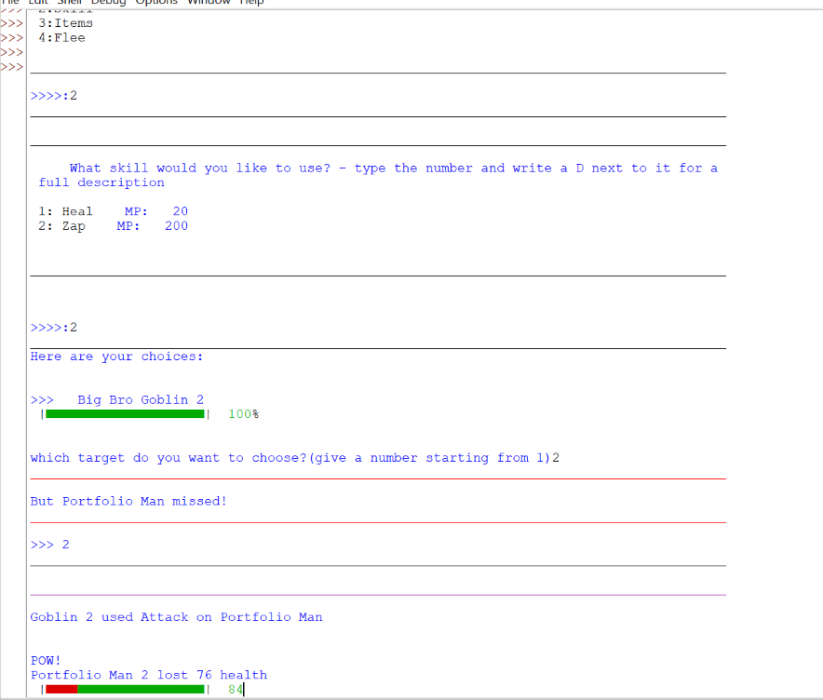 File Edit Shell Debug Options Window Help
>>> 2:Skill
>>> 3:Items
>>> 4:Flee
>>>
>>>
>>>>:2
What skill would you like to use? - type the number and write a D next to it for a
full description
1: Heal MP: 20
2: Zap MP: 200
>>>>:2
Here are your choices:
>>> Big Bro Goblin 2
| | 100%
which target do you want to choose?(give a number starting from 1)2
But Portfolio Man missed!
>>> 2
Goblin 2 used Attack on Portfolio Man
POW!
Portfolio Man 2 lost 76 health
| | 84